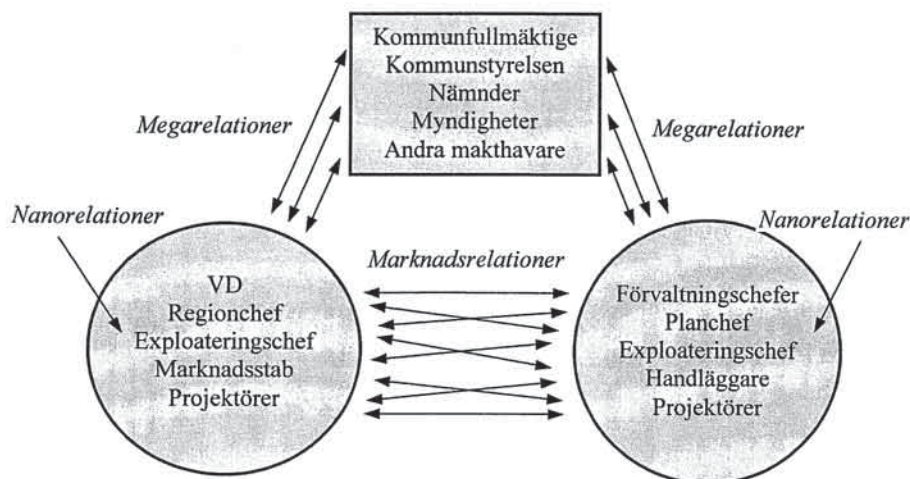 Kommunfullmäktige
Kommunstyrelsen
Nämnder
Myndigheter
Andra makthavare
Megarelationer
Megarelationer
Nanorelationer
Nanorelationer
Marknadsrelationer
VD
Regionchef
Exploateringschef
Marknadsstab
Projektörer
Förvaltningschefer
Planchef
Exploateringschef
Handläggare
Projektörer